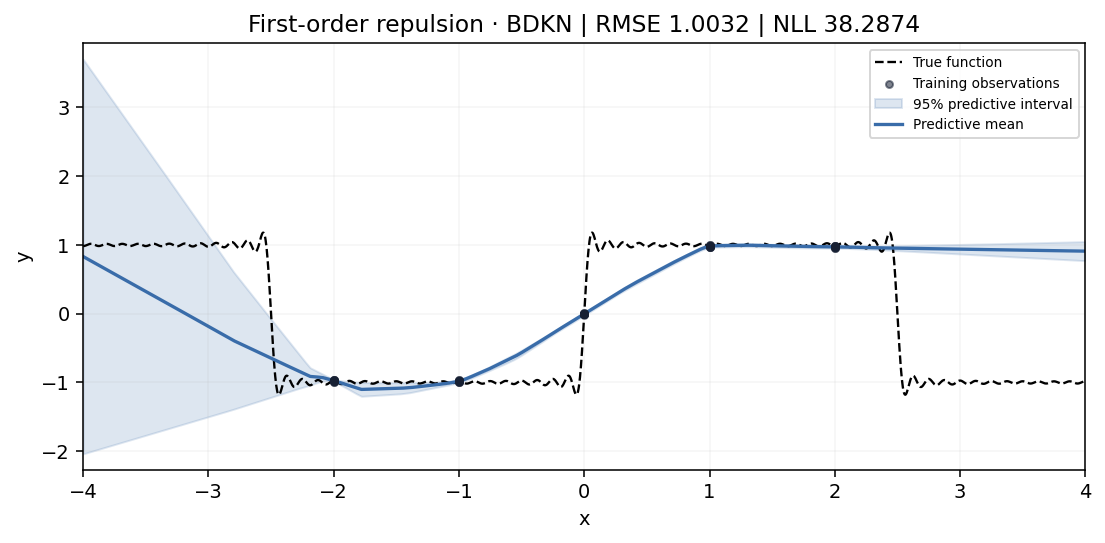 First-order repulsion · BDKN | RMSE 1.0032 | NLL 38.2874
True function
Training observations
95% predictive interval
Predictive mean
y
3
2
1
0
−1
−2
−4 −3 −2 −1 0 1 2 3 4
x